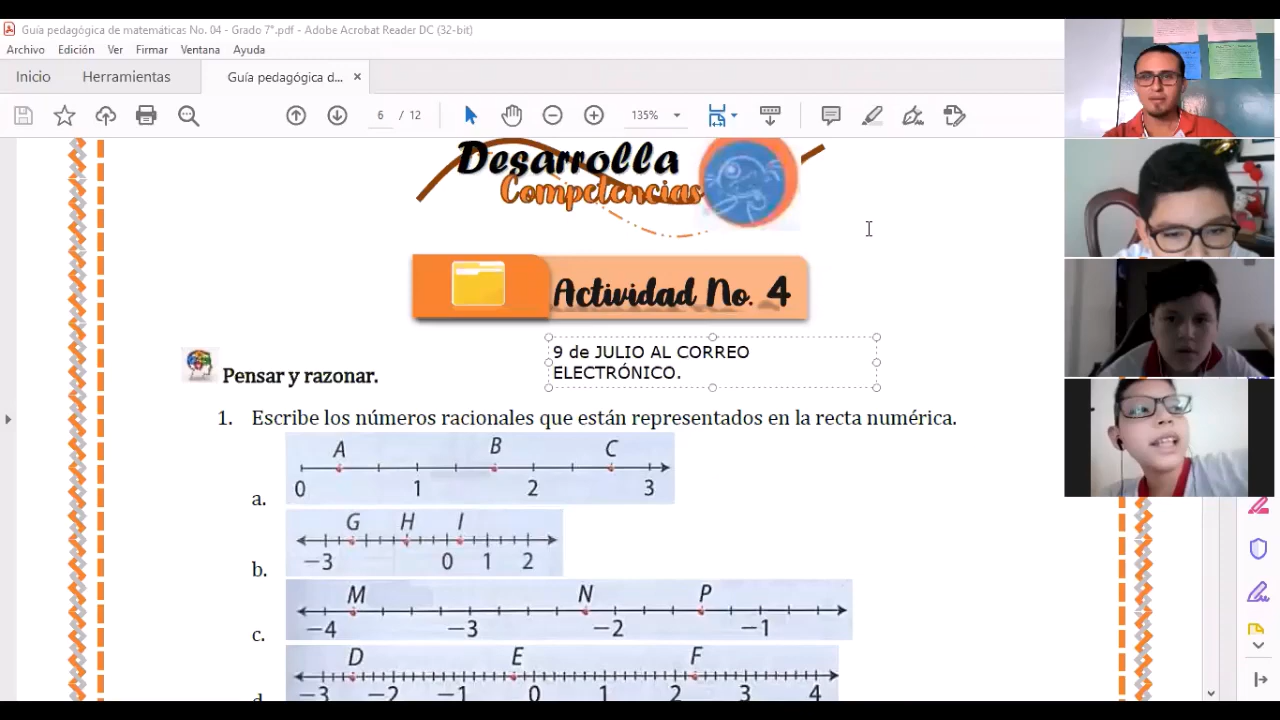 Guía pedagógica de matemáticas No. 04 - Grado 7°.pdf - Adobe Acrobat Reader DC (32-bit)
Archivo Edición Ver Firmar Ventana Ayuda
Inicio Herramientas Guía pedagógica d... ×
6 / 12 135%
Desarrolla
Competencias
Actividad No. 4
9 de JULIO AL CORREO
ELECTRÓNICO.
Pensar y razonar.
1. Escribe los números racionales que están representados en la recta numérica.
A B C
0 1 2 3
a.
G H I
−3 0 1 2
b.
M N P
−4 −3 −2 −1
c.
D E F
−3 −2 −1 0 1 2 3 4
d.